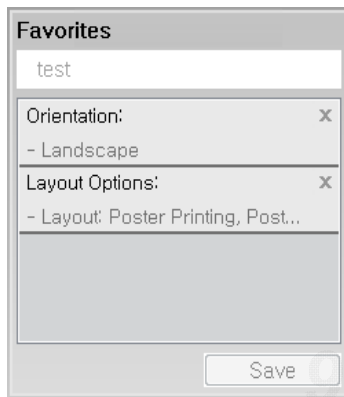 Favorites
test
Orientation: x
- Landscape
Layout Options: x
- Layout: Poster Printing, Post...
Save